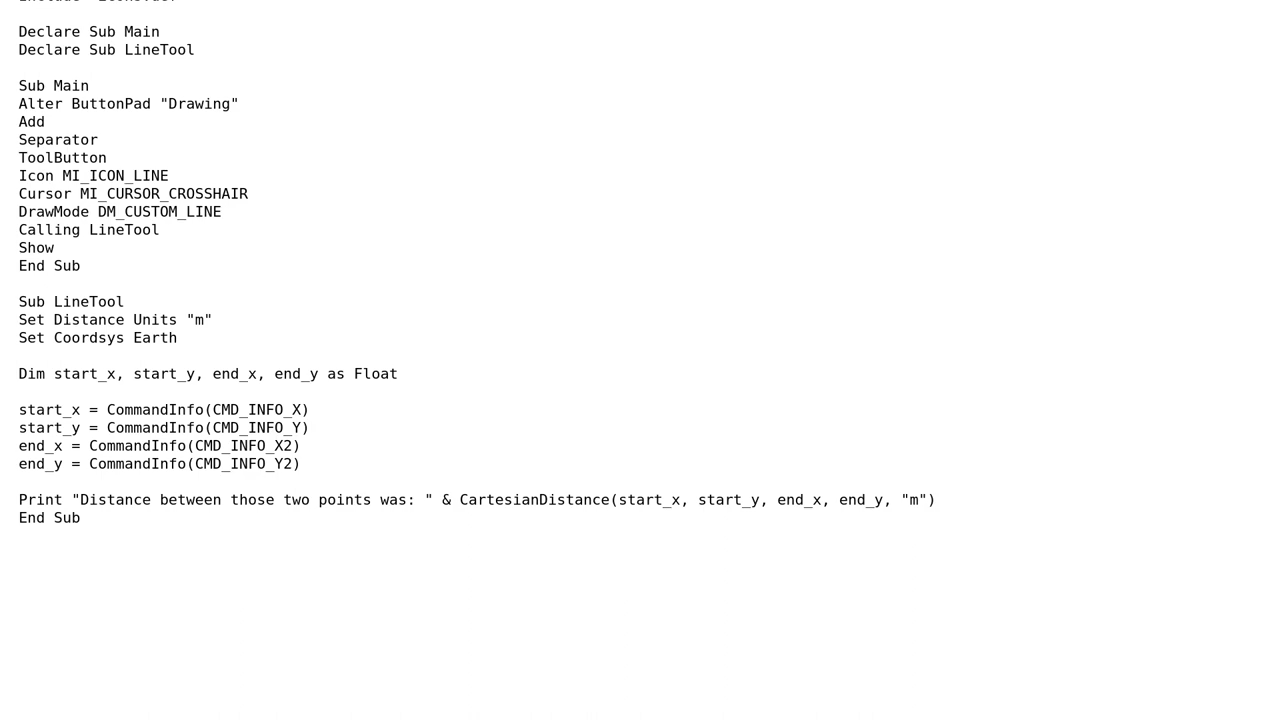 Declare Sub Main
Declare Sub LineTool
Sub Main
Alter ButtonPad "Drawing"
Add
Separator
ToolButton
Icon MI_ICON_LINE
Cursor MI_CURSOR_CROSSHAIR
DrawMode DM_CUSTOM_LINE
Calling LineTool
Show
End Sub
Sub LineTool
Set Distance Units "m"
Set Coordsys Earth
Dim start_x, start_y, end_x, end_y as Float
start_x = CommandInfo(CMD_INFO_X)
start_y = CommandInfo(CMD_INFO_Y)
end_x = CommandInfo(CMD_INFO_X2)
end_y = CommandInfo(CMD_INFO_Y2)
Print "Distance between those two points was: " & CartesianDistance(start_x, start_y, end_x, end_y, "m")
End Sub